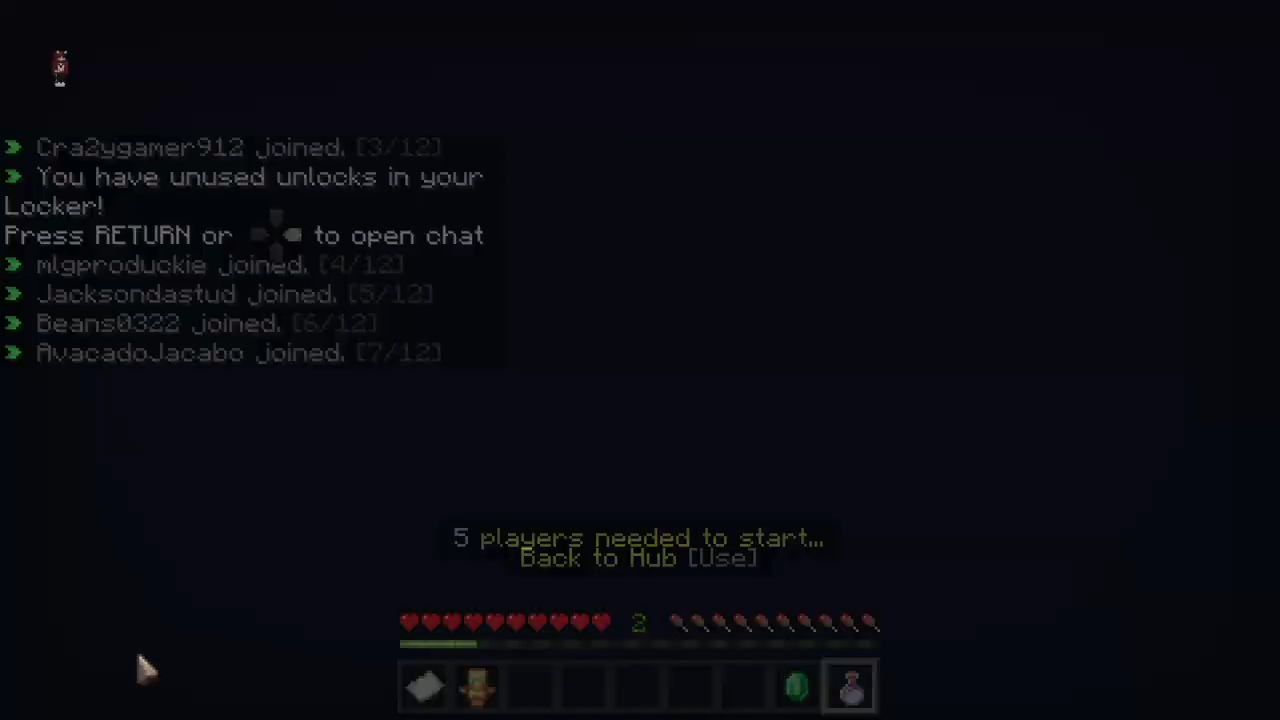 Cra2ygamer912 joined. [3/12]
You have unused unlocks in your
Locker!
Press RETURN or to open chat
mlgproduckie joined. [4/12]
Jacksondastud joined. [5/12]
Beans0322 joined. [6/12]
AvacadoJacabo joined. [7/12]
5 players needed to start...
Back to Hub [Use]
2